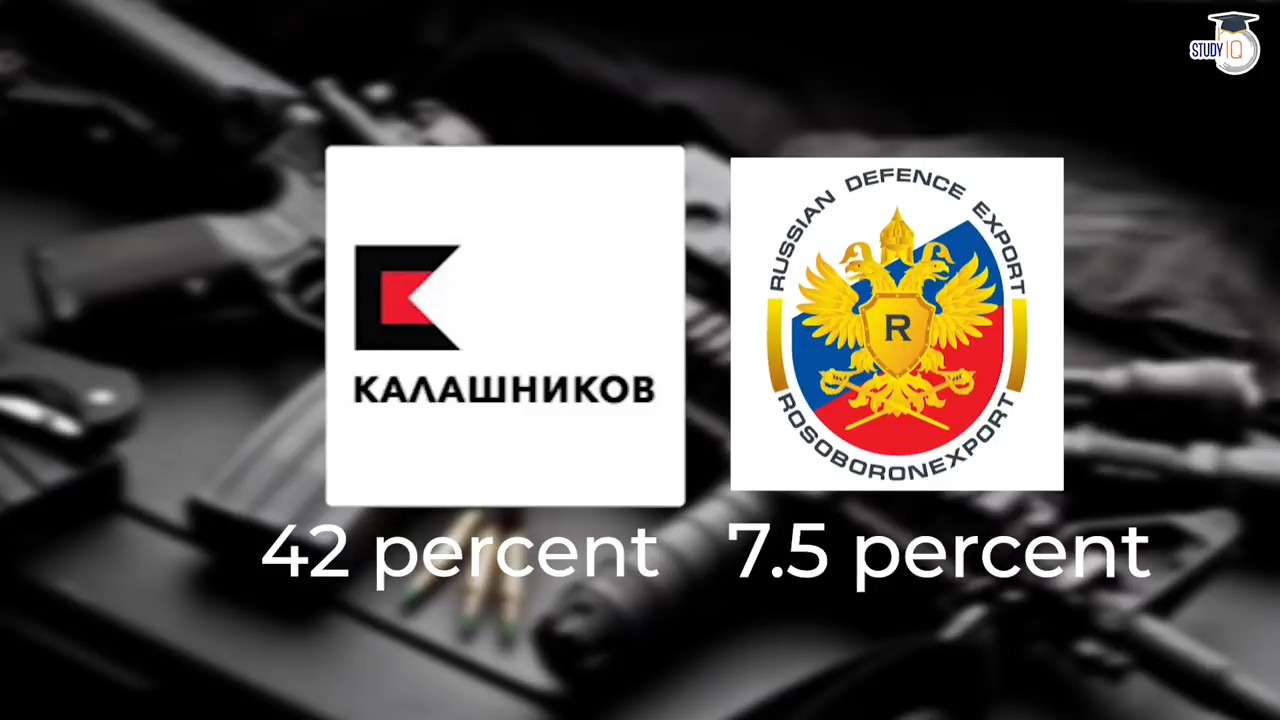 STUDY IQ
КАЛАШНИКОВ
RUSSIAN DEFENCE EXPORT
R
ROSOBORONEXPORT
42 percent
7.5 percent